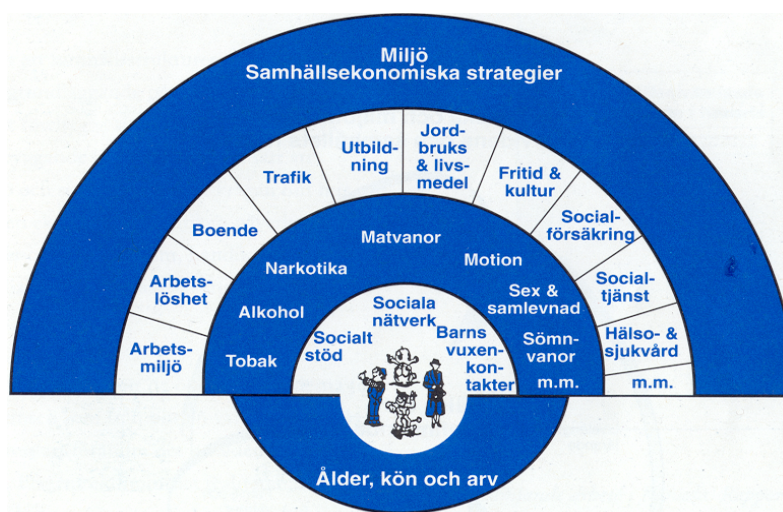 Miljö
Samhällsekonomiska strategier
Arbets-
miljö
Arbets-
löshet
Boende
Trafik
Utbild-
ning
Jord-
bruks
& livs-
medel
Fritid &
kultur
Social-
försäkring
Social-
tjänst
Hälso- &
sjukvård
m.m.
Tobak
Alkohol
Narkotika
Matvanor
Motion
Sex &
samlevnad
Sömn-
vanor
m.m.
Socialt
stöd
Sociala
nätverk
Barns
vuxen-
kon-
takter
Ålder, kön och arv